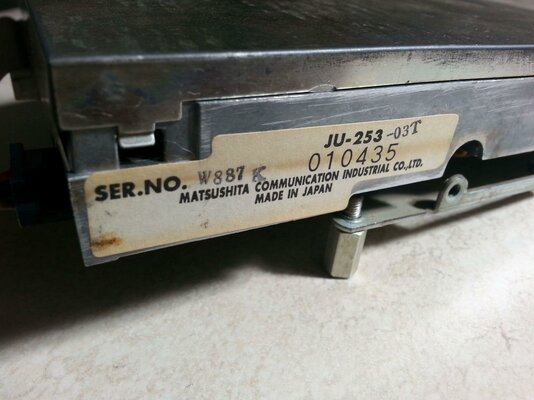 JU-253-03T
SER.NO. W887 K 010435
MATSUSHITA COMMUNICATION INDUSTRIAL CO.,LTD.
MADE IN JAPAN